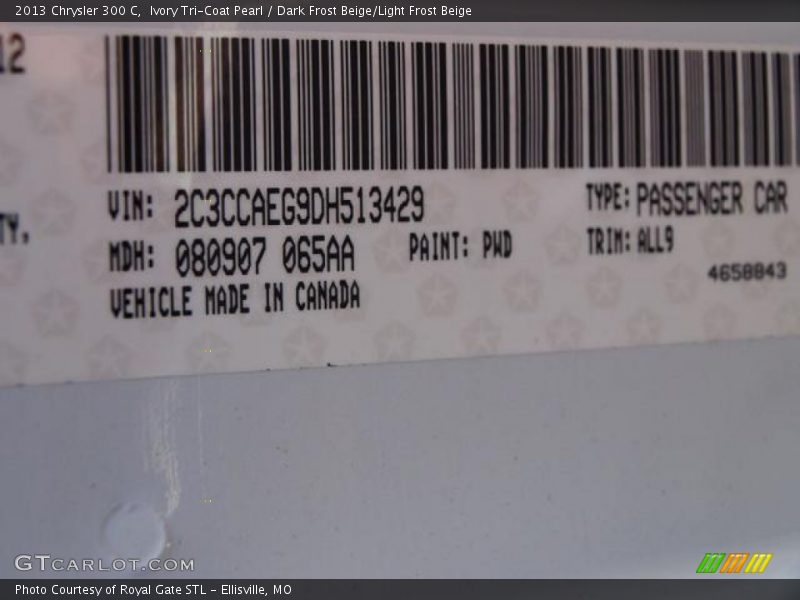 2013 Chrysler 300 C,  Ivory Tri-Coat Pearl / Dark Frost Beige/Light Frost Beige
12
VIN: 2C3CCAEG9DH513429
TYPE: PASSENGER CAR
TY,
MDH: 080907 065AA
PAINT: PWD
TRIM: ALL9
VEHICLE MADE IN CANADA
4658843
GTCARLOT.COM
Photo Courtesy of Royal Gate STL - Ellisville, MO